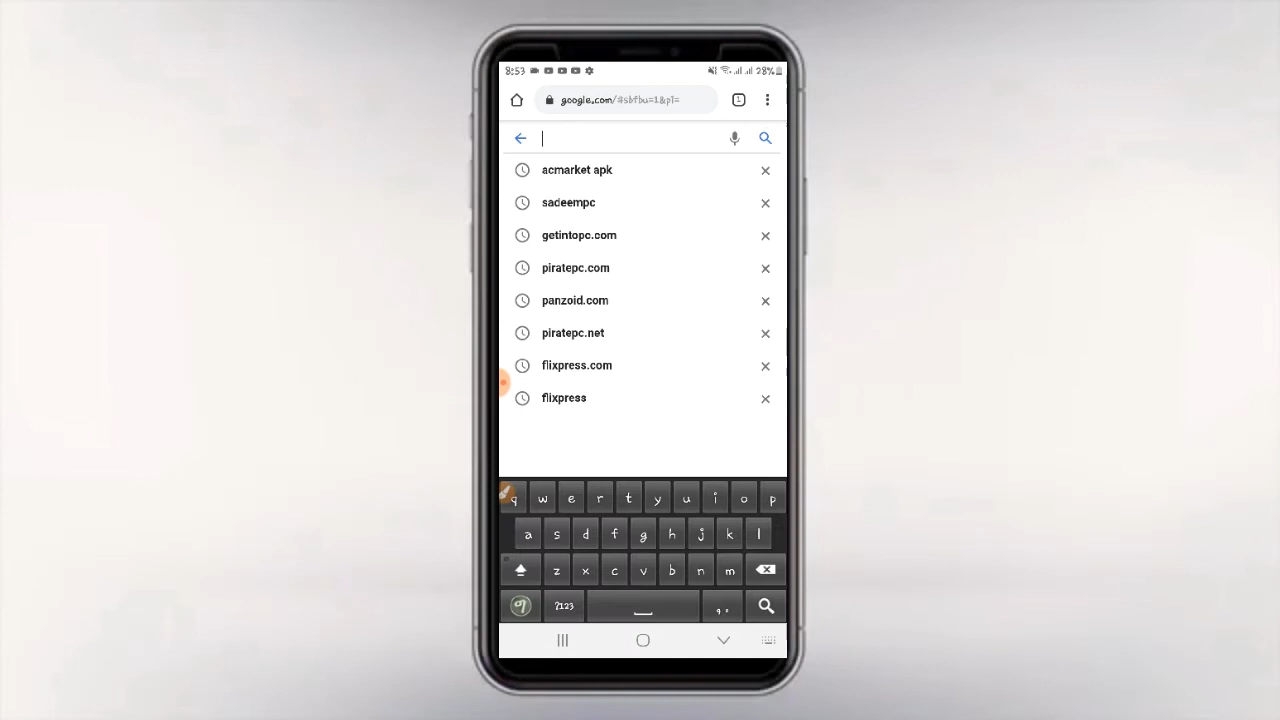 8:53 28%
google.com/#sbfbu=1&pi=
acmarket apk
sadeempc
getintopc.com
piratepc.com
panzoid.com
piratepc.net
flixpress.com
flixpress
q w e r t y u i o p
a s d f g h j k l
z x c v b n m
?123 , .